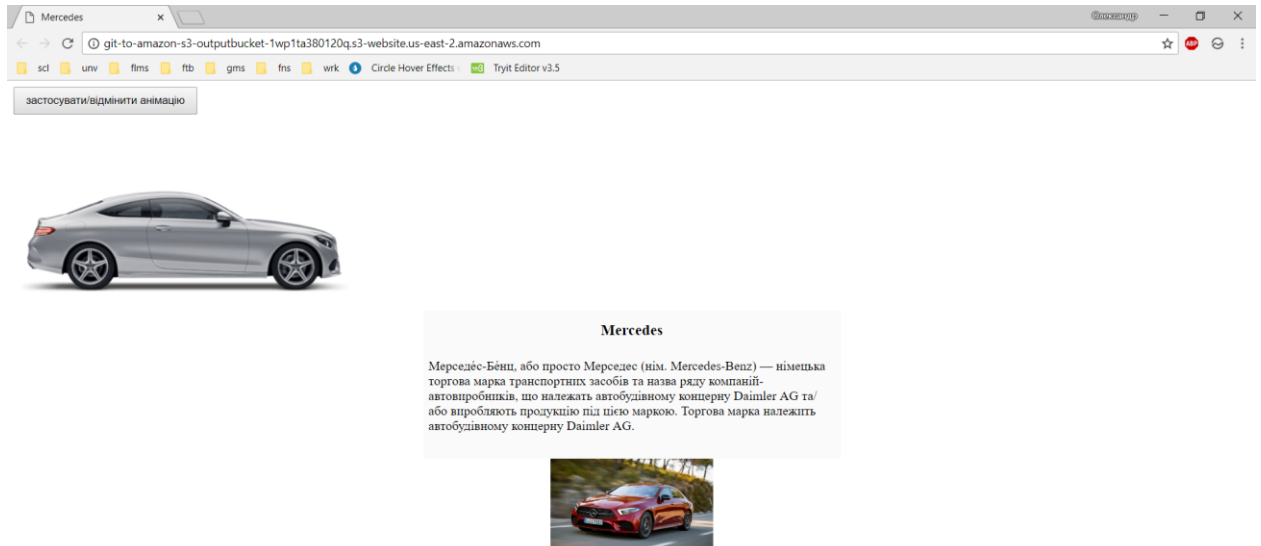 Mercedes
Олександр
git-to-amazon-s3-outputbucket-1wp1ta380120q.s3-website.us-east-2.amazonaws.com
ABP
scl unv flms ftb gms fns wrk Circle Hover Effects Tryit Editor v3.5
застосувати/відмінити анімацію
Mercedes
Мерседе́с-Бе́нц, або просто Мерседес (нім. Mercedes-Benz) — німецька
торгова марка транспортних засобів та назва ряду компаній-
автовиробників, що належать автобудівному концерну Daimler AG та/
або виробляють продукцію під цією маркою. Торгова марка належить
автобудівному концерну Daimler AG.